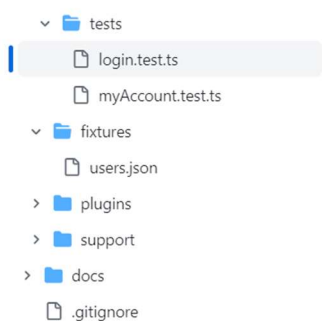 tests
login.test.ts
myAccount.test.ts
fixtures
users.json
plugins
support
docs
.gitignore